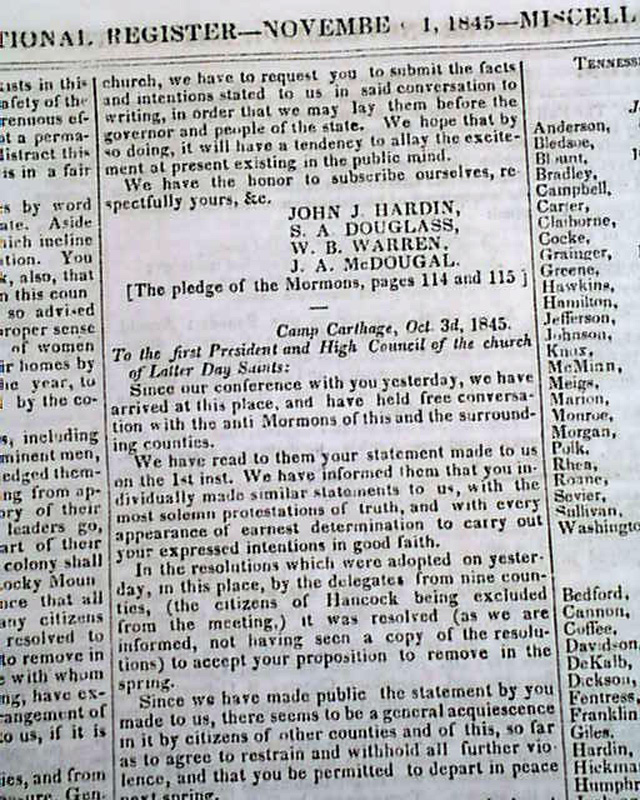 TIONAL REGISTER—NOVEMBE 1, 1845—MISCELL
ists in this
afety of the
renuous ef-
ot a perma-
distract this
is in a fair
es by word
ate. Aside
hich incline
ation. You
k, also, that
n this coun
so advised
roper sense
of women
ir homes by
he year, to
by the co-
s, including
minent men,
edged them-
ng from ap-
ory of their
leaders go,
art of their
colony shall
ocky Moun
nce that all
any citizens
resolved to
to remove in
e with whom
ng, have ex-
rangement of
to us, if it is
ies, and from
Gen-
church, we have to request you to submit the facts
and intentions stated to us in said conversation to
writing, in order that we may lay them before the
governor and people of the state. We hope that by
so doing, it will have a tendency to allay the excite-
ment at present existing in the public mind.
We have the honor to subscribe ourselves, re-
spectfully yours, &c.
JOHN J. HARDIN,
S. A DOUGLASS,
W. B. WARREN,
J. A. McDOUGAL.
[The pledge of the Mormons, pages 114 and 115 ]
Camp Carthage, Oct. 3d, 1845.
To the first President and High Council of the church
of Latter Day Saints:
Since our conference with you yesterday, we have
arrived at this place, and have held free conversa-
tion with the anti Mormons of this and the surround-
ing counties.
We have read to them your statement made to us
on the 1st inst. We have informed them that you in-
dividually made similar statements to us, with the
most solemn protestations of truth, and with every
appearance of earnest determination to carry out
your expressed intentions in good faith.
In the resolutions which were adopted on yester-
day, in this place, by the delegates from nine coun-
ties, (the citizens of Hancock being excluded
from the meeting,) it was resolved (as we are
informed, not having seen a copy of the resolu-
tions) to accept your proposition to remove in the
spring.
Since we have made public the statement by you
made to us, there seems to be a general acquiescence
in it by citizens of other counties and of this, so far
as to agree to restrain and withhold all further vio-
lence, and that you be permitted to depart in peace
next spring.
TENNESSE
Anderson,
Bledsoe,
Bl unt,
Bradley,
Campbell,
Carter,
Claiborne,
Cocke,
Grainger,
Greene,
Hawkins,
Hamilton,
Jefferson,
Johnson,
Knox,
McMinn,
Meigs,
Marion,
Monroe,
Morgan,
Polk,
Rhea,
Roane,
Sevier,
Sullivan,
Washingto
Bedford,
Cannon,
Coffee,
Davidson,
DeKalb,
Dickson,
Fentress,
Franklin
Giles,
Hardin,
Hickma
Humphr